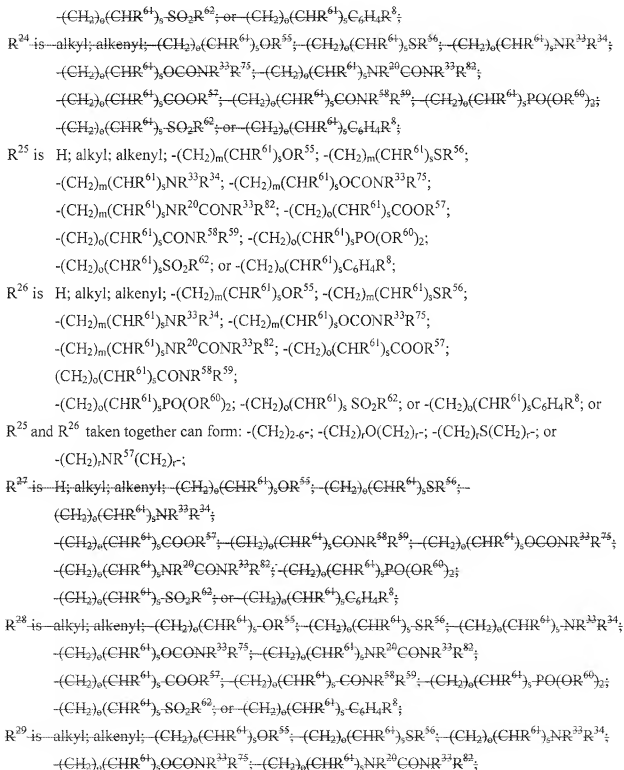 -(CH₂)ₒ(CHR⁶¹)ₛ SO₂R⁶²; or -(CH₂)ₒ(CHR⁶¹)ₛC₆H₄R⁸;
R²⁴ is alkyl; alkenyl; -(CH₂)ₒ(CHR⁶¹)ₛOR⁵⁵; -(CH₂)ₒ(CHR⁶¹)ₛSR⁵⁶; -(CH₂)ₒ(CHR⁶¹)ₛNR³³R³⁴;
-(CH₂)ₒ(CHR⁶¹)ₛOCONR³³R⁷⁵; -(CH₂)ₒ(CHR⁶¹)ₛNR²⁰CONR³³R⁸²;
-(CH₂)ₒ(CHR⁶¹)ₛCOOR⁵⁷; -(CH₂)ₒ(CHR⁶¹)ₛCONR⁵⁸R⁵⁹; -(CH₂)ₒ(CHR⁶¹)ₛPO(OR⁶⁰)₂;
-(CH₂)ₒ(CHR⁶¹)ₛ SO₂R⁶²; or -(CH₂)ₒ(CHR⁶¹)ₛC₆H₄R⁸;
R²⁵ is H; alkyl; alkenyl; -(CH₂)ₘ(CHR⁶¹)ₛOR⁵⁵; -(CH₂)ₘ(CHR⁶¹)ₛSR⁵⁶;
-(CH₂)ₘ(CHR⁶¹)ₛNR³³R³⁴; -(CH₂)ₘ(CHR⁶¹)ₛOCONR³³R⁷⁵;
-(CH₂)ₘ(CHR⁶¹)ₛNR²⁰CONR³³R⁸²; -(CH₂)ₒ(CHR⁶¹)ₛCOOR⁵⁷;
-(CH₂)ₒ(CHR⁶¹)ₛCONR⁵⁸R⁵⁹; -(CH₂)ₒ(CHR⁶¹)ₛPO(OR⁶⁰)₂;
-(CH₂)ₒ(CHR⁶¹)ₛSO₂R⁶²; or -(CH₂)ₒ(CHR⁶¹)ₛC₆H₄R⁸;
R²⁶ is H; alkyl; alkenyl; -(CH₂)ₘ(CHR⁶¹)ₛOR⁵⁵; -(CH₂)ₘ(CHR⁶¹)ₛSR⁵⁶;
-(CH₂)ₘ(CHR⁶¹)ₛNR³³R³⁴; -(CH₂)ₘ(CHR⁶¹)ₛOCONR³³R⁷⁵;
-(CH₂)ₘ(CHR⁶¹)ₛNR²⁰CONR³³R⁸²; -(CH₂)ₒ(CHR⁶¹)ₛCOOR⁵⁷;
(CH₂)ₒ(CHR⁶¹)ₛCONR⁵⁸R⁵⁹;
-(CH₂)ₒ(CHR⁶¹)ₛPO(OR⁶⁰)₂; -(CH₂)ₒ(CHR⁶¹)ₛ SO₂R⁶²; or -(CH₂)ₒ(CHR⁶¹)ₛC₆H₄R⁸; or
R²⁵ and R²⁶ taken together can form: -(CH₂)₂₋₆-; -(CH₂)ᵣO(CH₂)ᵣ-; -(CH₂)ᵣS(CH₂)ᵣ-; or
-(CH₂)ᵣNR⁵⁷(CH₂)ᵣ-;
R²⁷ is H; alkyl; alkenyl; -(CH₂)ₒ(CHR⁶¹)ₛOR⁵⁵; -(CH₂)ₒ(CHR⁶¹)ₛSR⁵⁶; -
(CH₂)ₒ(CHR⁶¹)ₛNR³³R³⁴;
-(CH₂)ₒ(CHR⁶¹)ₛCOOR⁵⁷; -(CH₂)ₒ(CHR⁶¹)ₛCONR⁵⁸R⁵⁹; -(CH₂)ₒ(CHR⁶¹)ₛOCONR³³R⁷⁵;
-(CH₂)ₒ(CHR⁶¹)ₛNR²⁰CONR³³R⁸²; -(CH₂)ₒ(CHR⁶¹)ₛPO(OR⁶⁰)₂;
-(CH₂)ₒ(CHR⁶¹)ₛ SO₂R⁶²; or -(CH₂)ₒ(CHR⁶¹)ₛC₆H₄R⁸;
R²⁸ is alkyl; alkenyl; -(CH₂)ₒ(CHR⁶¹)ₛ OR⁵⁵; -(CH₂)ₒ(CHR⁶¹)ₛ SR⁵⁶; -(CH₂)ₒ(CHR⁶¹)ₛ NR³³R³⁴;
-(CH₂)ₒ(CHR⁶¹)ₛOCONR³³R⁷⁵; -(CH₂)ₒ(CHR⁶¹)ₛNR²⁰CONR³³R⁸²;
-(CH₂)ₒ(CHR⁶¹)ₛ COOR⁵⁷; -(CH₂)ₒ(CHR⁶¹)ₛ CONR⁵⁸R⁵⁹; -(CH₂)ₒ(CHR⁶¹)ₛ PO(OR⁶⁰)₂;
-(CH₂)ₒ(CHR⁶¹)ₛ SO₂R⁶²; or -(CH₂)ₒ(CHR⁶¹)ₛ C₆H₄R⁸;
R²⁹ is alkyl; alkenyl; -(CH₂)ₒ(CHR⁶¹)ₛOR⁵⁵; -(CH₂)ₒ(CHR⁶¹)ₛSR⁵⁶; -(CH₂)ₒ(CHR⁶¹)ₛNR³³R³⁴;
-(CH₂)ₒ(CHR⁶¹)ₛOCONR³³R⁷⁵; -(CH₂)ₒ(CHR⁶¹)ₛNR²⁰CONR³³R⁸²;